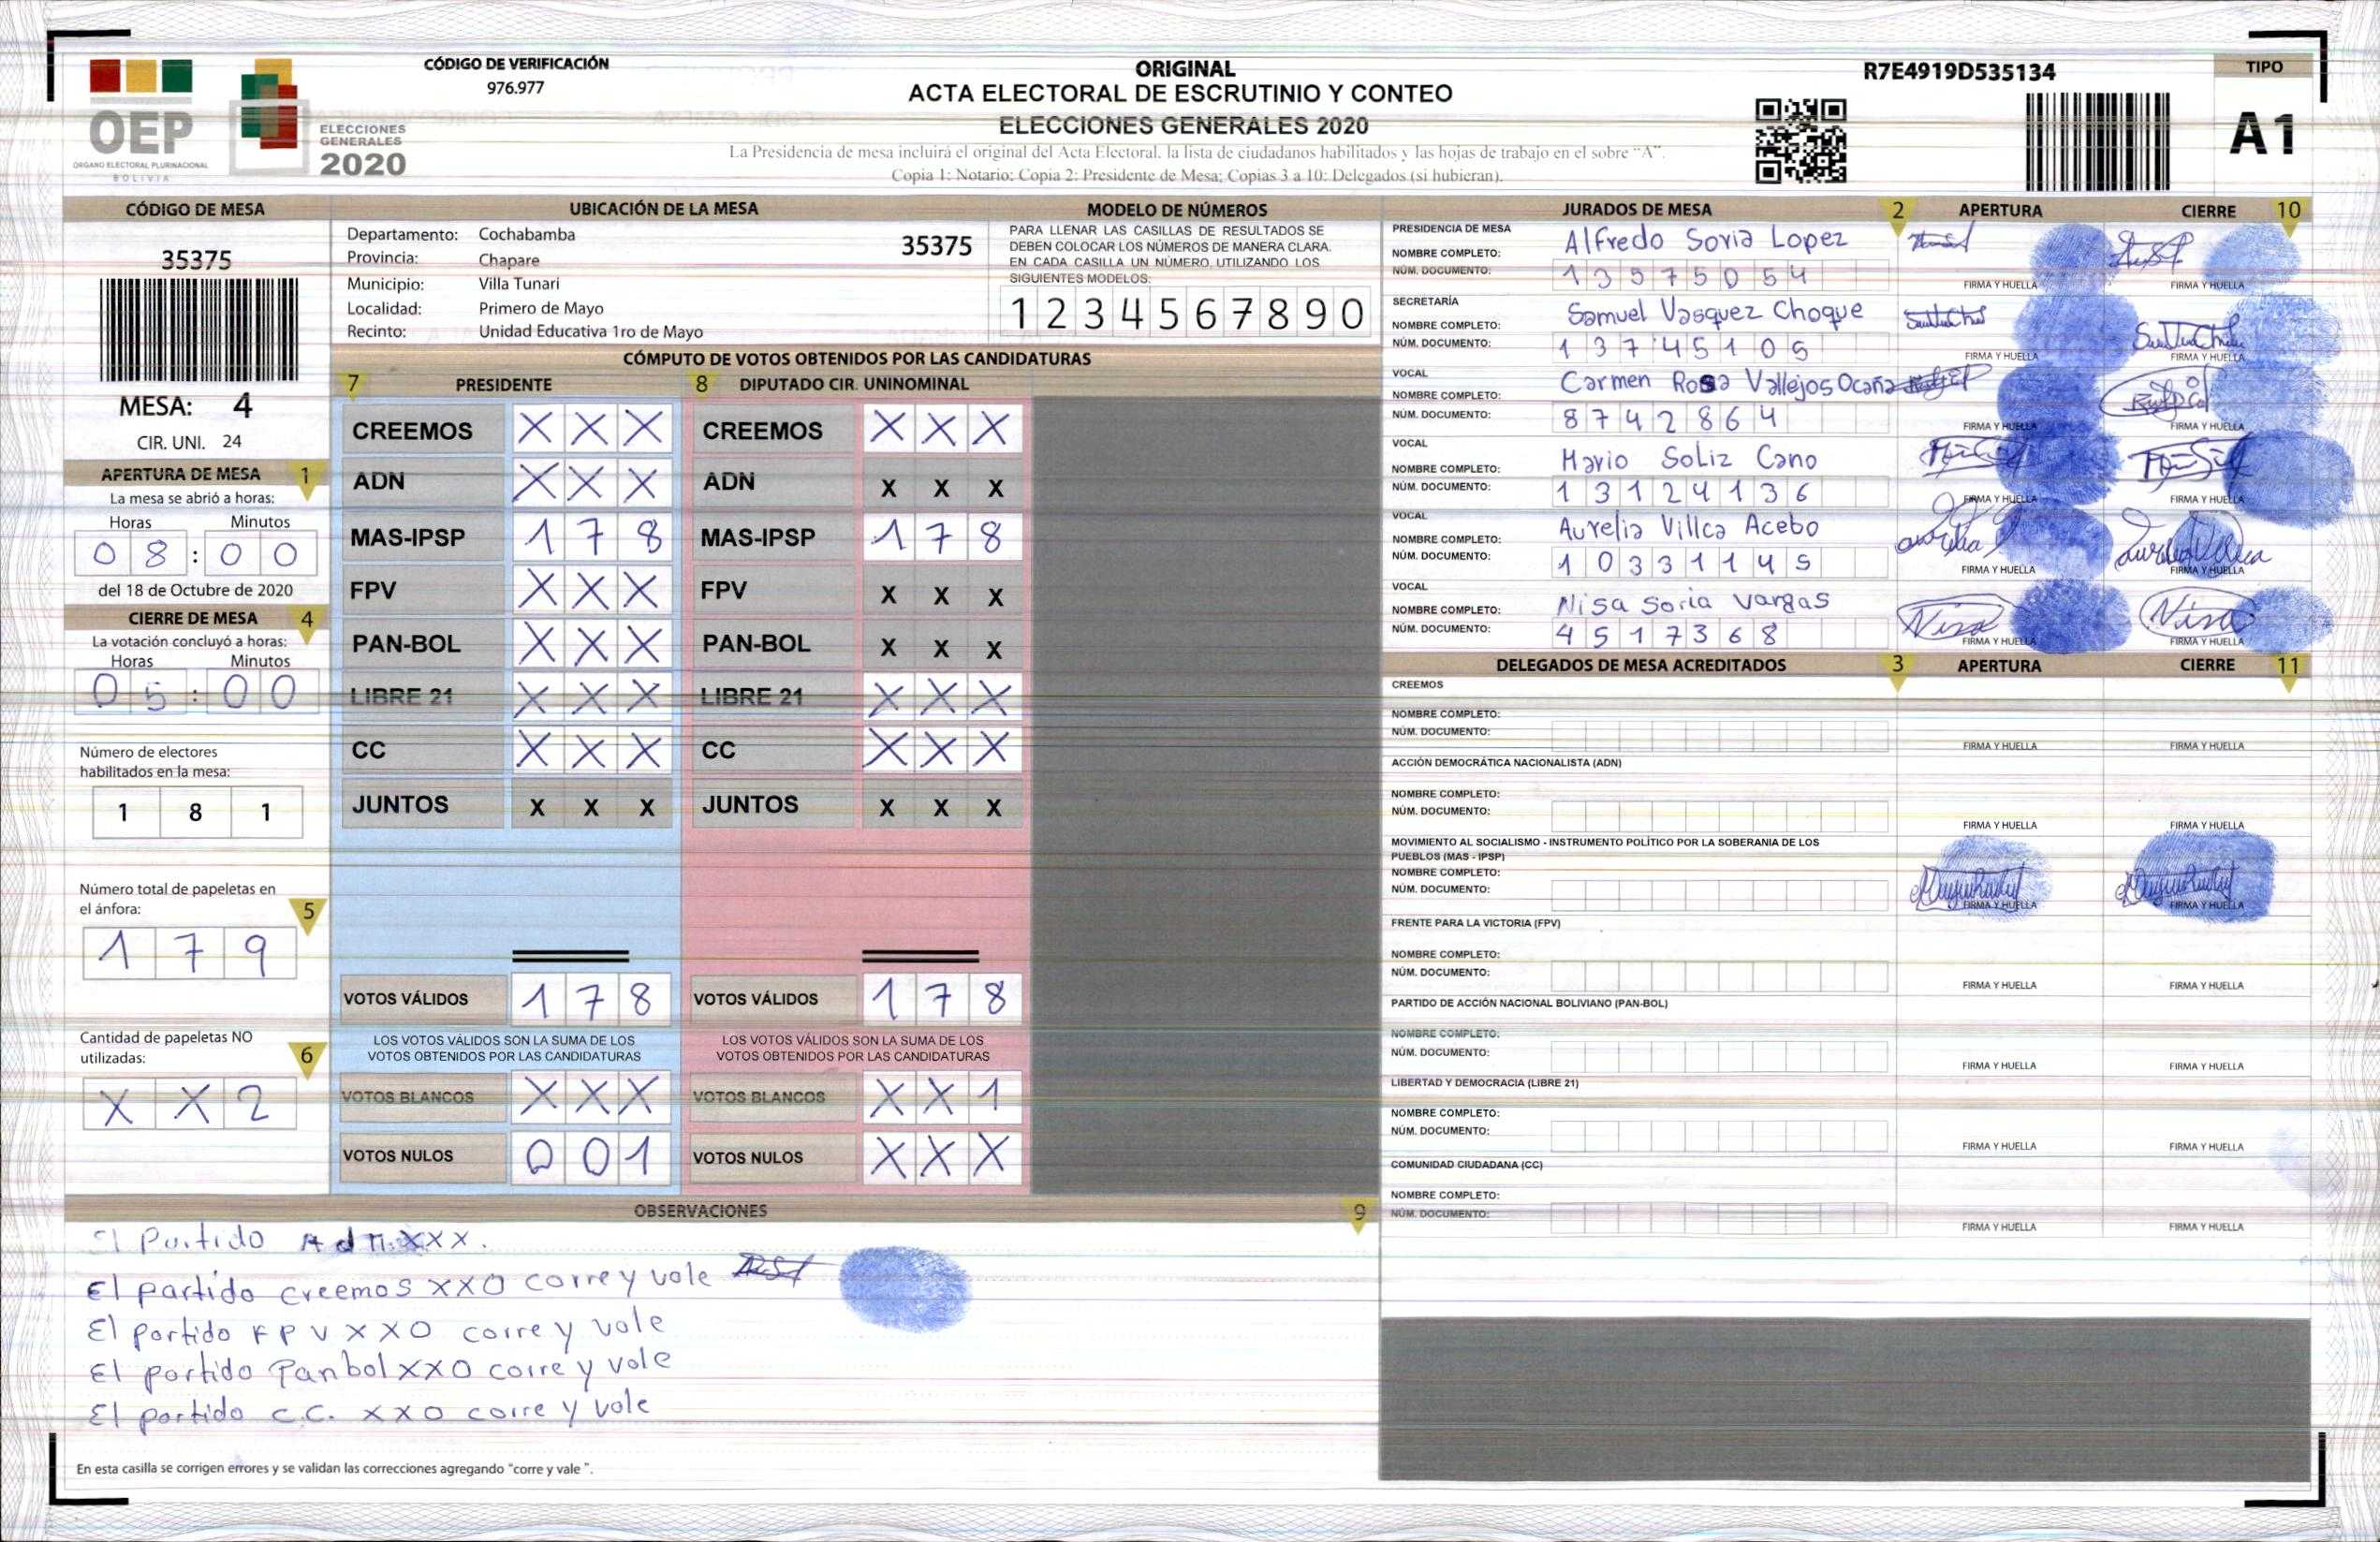 CÓDIGO DE VERIFICACIÓN
976.977
ORIGINAL
ACTA ELECTORAL DE ESCRUTINIO Y CONTEO
ELECCIONES GENERALES 2020
La Presidencia de mesa incluirá el original del Acta Electoral, la lista de ciudadanos habilitados y las hojas de trabajo en el sobre "A".
Copia 1: Notario; Copia 2: Presidente de Mesa; Copias 3 a 10: Delegados (si hubieran).
R7E4919D535134
TIPO
A1
OEP
ÓRGANO ELECTORAL PLURINACIONAL
BOLIVIA
ELECCIONES
GENERALES
2020
CÓDIGO DE MESA
35375
MESA: 4
CIR. UNI. 24
APERTURA DE MESA 1
La mesa se abrió a horas:
Horas Minutos
0 8 : 0 0
del 18 de Octubre de 2020
CIERRE DE MESA 4
La votación concluyó a horas:
Horas Minutos
0 5 : 0 0
Número de electores
habilitados en la mesa:
1 8 1
Número total de papeletas en
el ánfora: 5
1 7 9
Cantidad de papeletas NO
utilizadas: 6
X X 2
UBICACIÓN DE LA MESA
Departamento: Cochabamba
35375
Provincia: Chapare
Municipio: Villa Tunari
Localidad: Primero de Mayo
Recinto: Unidad Educativa 1ro de Mayo
MODELO DE NÚMEROS
PARA LLENAR LAS CASILLAS DE RESULTADOS SE
DEBEN COLOCAR LOS NÚMEROS DE MANERA CLARA.
EN CADA CASILLA UN NÚMERO, UTILIZANDO LOS
SIGUIENTES MODELOS:
1 2 3 4 5 6 7 8 9 0
CÓMPUTO DE VOTOS OBTENIDOS POR LAS CANDIDATURAS
7 PRESIDENTE 8 DIPUTADO CIR. UNINOMINAL
CREEMOS X X X CREEMOS X X X
ADN X X X ADN X X X
MAS-IPSP 1 7 8 MAS-IPSP 1 7 8
FPV X X X FPV X X X
PAN-BOL X X X PAN-BOL X X X
LIBRE 21 X X X LIBRE 21 X X X
CC X X X CC X X X
JUNTOS X X X JUNTOS X X X
VOTOS VÁLIDOS 1 7 8 VOTOS VÁLIDOS 1 7 8
LOS VOTOS VÁLIDOS SON LA SUMA DE LOS LOS VOTOS VÁLIDOS SON LA SUMA DE LOS
VOTOS OBTENIDOS POR LAS CANDIDATURAS VOTOS OBTENIDOS POR LAS CANDIDATURAS
VOTOS BLANCOS X X X VOTOS BLANCOS X X 1
VOTOS NULOS 0 0 1 VOTOS NULOS X X X
OBSERVACIONES 9
El Partido Adn XXX.
El partido creemos XXO corre y vale
El partido FPV XXO corre y vale
El partido Panbol XXO corre y vale
El partido C.C. XXO corre y vale
En esta casilla se corrigen errores y se validan las correcciones agregando "corre y vale ".
JURADOS DE MESA 2 APERTURA CIERRE 10
PRESIDENCIA DE MESA
NOMBRE COMPLETO: Alfredo Soria Lopez
NÚM. DOCUMENTO: 1 3 5 7 5 0 5 4
FIRMA Y HUELLA FIRMA Y HUELLA
SECRETARÍA
NOMBRE COMPLETO: Samuel Vasquez Choque
NÚM. DOCUMENTO: 1 3 7 4 5 1 0 5
FIRMA Y HUELLA FIRMA Y HUELLA
VOCAL
NOMBRE COMPLETO: Carmen Rosa Vallejos Ocaña
NÚM. DOCUMENTO: 8 7 4 2 8 6 4
FIRMA Y HUELLA FIRMA Y HUELLA
VOCAL
NOMBRE COMPLETO: Mario Soliz Cano
NÚM. DOCUMENTO: 1 3 1 2 4 1 3 6
FIRMA Y HUELLA FIRMA Y HUELLA
VOCAL
NOMBRE COMPLETO: Aurelia Villca Acebo
NÚM. DOCUMENTO: 1 0 3 3 1 1 4 5
FIRMA Y HUELLA FIRMA Y HUELLA
VOCAL
NOMBRE COMPLETO: Nisa Soria Vargas
NÚM. DOCUMENTO: 4 5 1 7 3 6 8
FIRMA Y HUELLA FIRMA Y HUELLA
DELEGADOS DE MESA ACREDITADOS 3 APERTURA CIERRE 11
CREEMOS
NOMBRE COMPLETO:
NÚM. DOCUMENTO:
FIRMA Y HUELLA FIRMA Y HUELLA
ACCIÓN DEMOCRÁTICA NACIONALISTA (ADN)
NOMBRE COMPLETO:
NÚM. DOCUMENTO:
FIRMA Y HUELLA FIRMA Y HUELLA
MOVIMIENTO AL SOCIALISMO - INSTRUMENTO POLÍTICO POR LA SOBERANIA DE LOS
PUEBLOS (MAS - IPSP)
NOMBRE COMPLETO:
NÚM. DOCUMENTO:
FIRMA Y HUELLA FIRMA Y HUELLA
FRENTE PARA LA VICTORIA (FPV)
NOMBRE COMPLETO:
NÚM. DOCUMENTO:
FIRMA Y HUELLA FIRMA Y HUELLA
PARTIDO DE ACCIÓN NACIONAL BOLIVIANO (PAN-BOL)
NOMBRE COMPLETO:
NÚM. DOCUMENTO:
FIRMA Y HUELLA FIRMA Y HUELLA
LIBERTAD Y DEMOCRACIA (LIBRE 21)
NOMBRE COMPLETO:
NÚM. DOCUMENTO:
FIRMA Y HUELLA FIRMA Y HUELLA
COMUNIDAD CIUDADANA (CC)
NOMBRE COMPLETO:
NÚM. DOCUMENTO:
FIRMA Y HUELLA FIRMA Y HUELLA